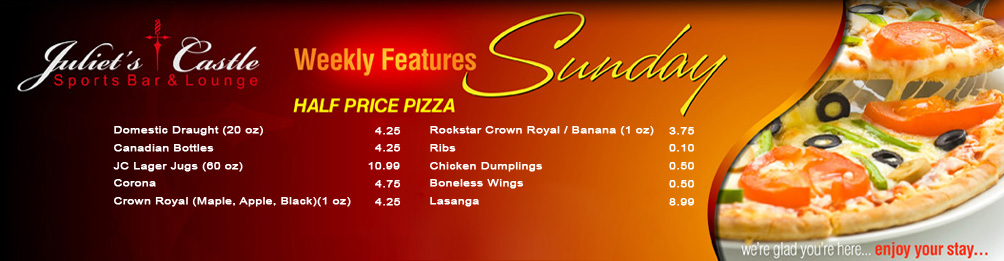 Juliet's Castle
Sports Bar & Lounge
Weekly Features
Sunday
HALF PRICE PIZZA
Domestic Draught (20 oz) 4.25
Canadian Bottles 4.25
JC Lager Jugs (60 oz) 10.99
Corona 4.75
Crown Royal (Maple, Apple, Black)(1 oz) 4.25
Rockstar Crown Royal / Banana (1 oz) 3.75
Ribs 0.10
Chicken Dumplings 0.50
Boneless Wings 0.50
Lasanga 8.99
we're glad you're here... enjoy your stay...